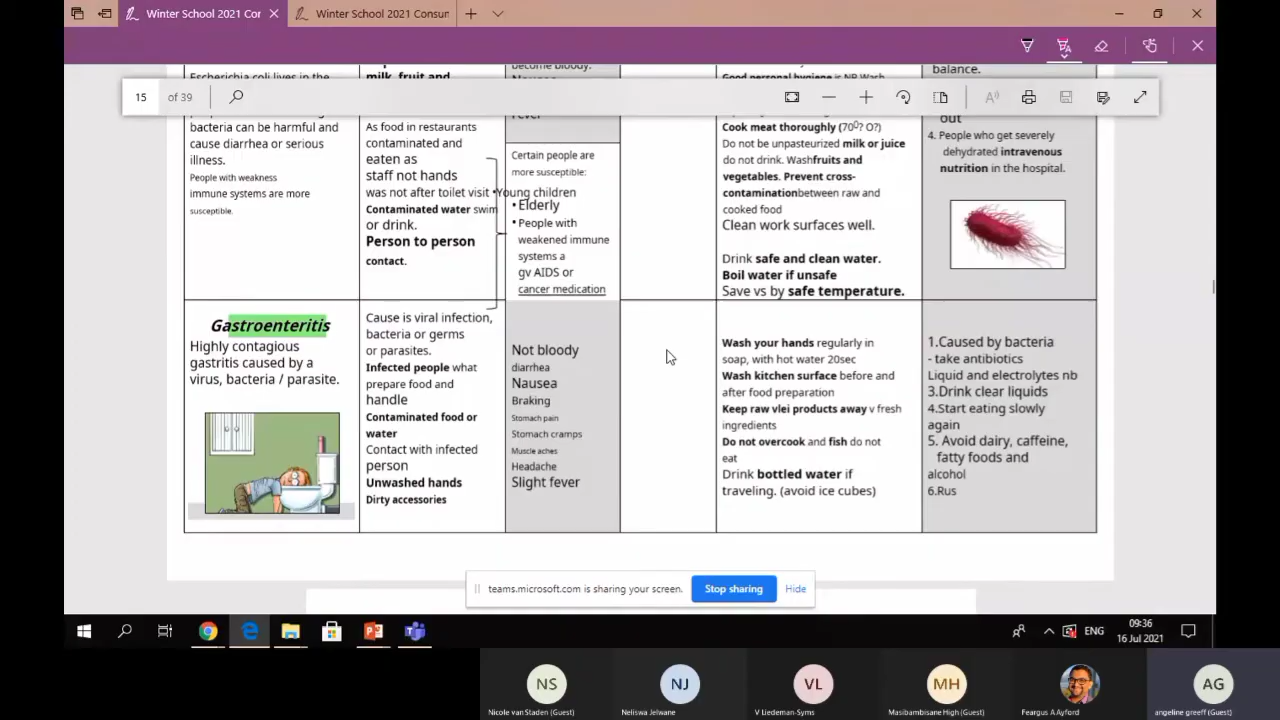 Winter School 2021 Cor
Winter School 2021 Consun
15 of 39
Escherichia coli lives in the
bacteria can be harmful and
cause diarrhea or serious
illness.
People with weakness
immune systems are more
susceptible.
milk, fruit and
As food in restaurants
contaminated and
eaten as
staff not hands
was not after toilet visit •Young children
Contaminated water swim
or drink.
Person to person
contact.
become bloody.
Fever
Certain people are
more susceptible:
•Elderly
• People with
weakened immune
systems a
gv AIDS or
cancer medication
Good personal hygiene is NB Wash
Cook meat thoroughly (70⁰? O?)
Do not be unpasteurized milk or juice
do not drink. Washfruits and
vegetables. Prevent cross-
contaminationbetween raw and
cooked food
Clean work surfaces well.
Drink safe and clean water.
Boil water if unsafe
Save vs by safe temperature.
balance.
out
4. People who get severely
dehydrated intravenous
nutrition in the hospital.
Gastroenteritis
Highly contagious
gastritis caused by a
virus, bacteria / parasite.
Cause is viral infection,
bacteria or germs
or parasites.
Infected people what
prepare food and
handle
Contaminated food or
water
Contact with infected
person
Unwashed hands
Dirty accessories
Not bloody
diarrhea
Nausea
Braking
Stomach pain
Stomach cramps
Muscle aches
Headache
Slight fever
Wash your hands regularly in
soap, with hot water 20sec
Wash kitchen surface before and
after food preparation
Keep raw vlei products away v fresh
ingredients
Do not overcook and fish do not
eat
Drink bottled water if
traveling. (avoid ice cubes)
1.Caused by bacteria
- take antibiotics
Liquid and electrolytes nb
3.Drink clear liquids
4.Start eating slowly
again
5. Avoid dairy, caffeine,
fatty foods and
alcohol
6.Rus
teams.microsoft.com is sharing your screen.
Stop sharing
Hide
ENG
09:36
16 Jul 2021
NS
NJ
VL
MH
AG
Nicole van Staden (Guest)
Neliswa Jelwane
V Liedeman-Syms
Masibambisane High (Guest)
Feargus A Ayford
angeline greeff (Guest)